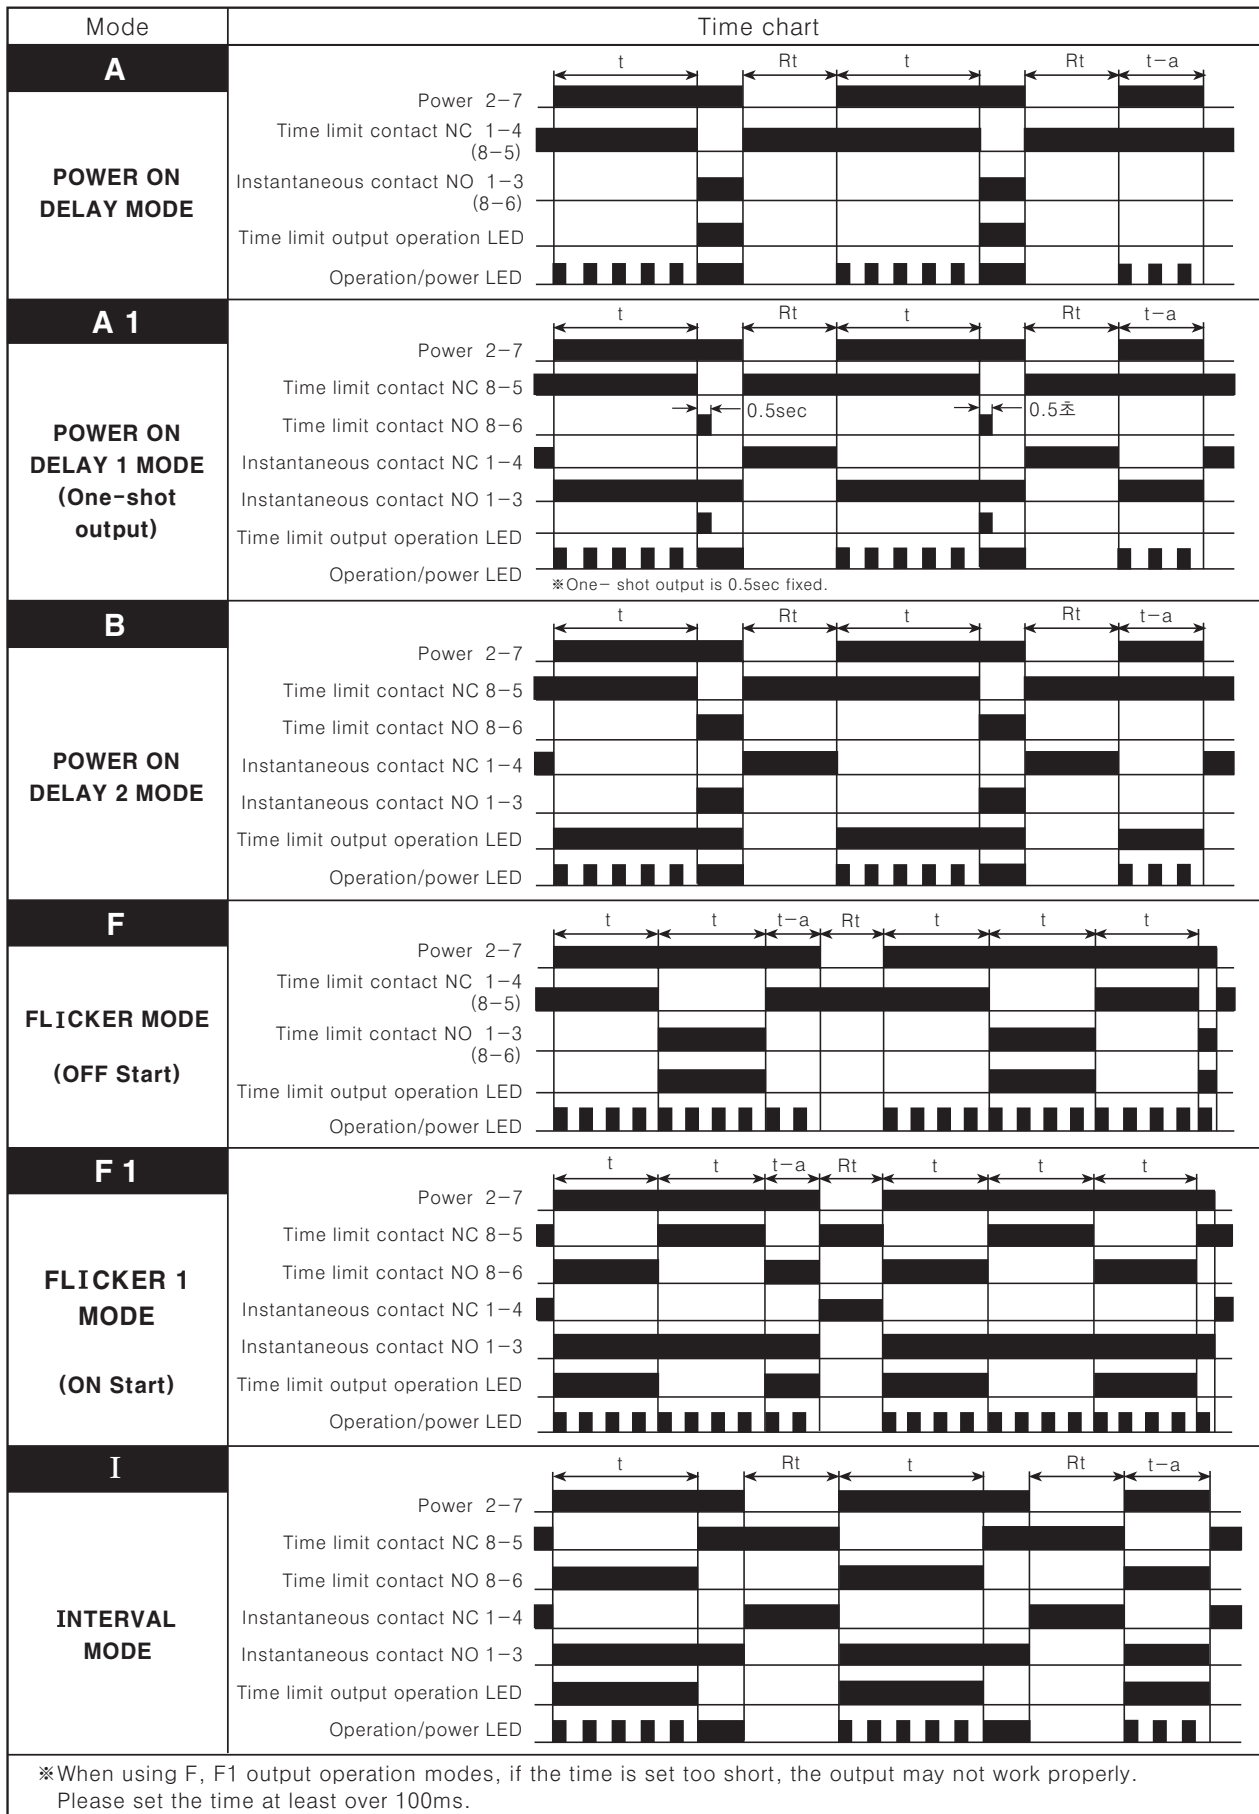 Mode
Time chart
A
POWER ON
DELAY MODE
t Rt t Rt t-a
Power 2-7
Time limit contact NC 1-4
(8-5)
Instantaneous contact NO 1-3
(8-6)
Time limit output operation LED
Operation/power LED
A 1
POWER ON
DELAY 1 MODE
(One-shot
output)
t Rt t Rt t-a
Power 2-7
Time limit contact NC 8-5
0.5sec 0.5초
Time limit contact NO 8-6
Instantaneous contact NC 1-4
Instantaneous contact NO 1-3
Time limit output operation LED
Operation/power LED
※One- shot output is 0.5sec fixed.
B
POWER ON
DELAY 2 MODE
t Rt t Rt t-a
Power 2-7
Time limit contact NC 8-5
Time limit contact NO 8-6
Instantaneous contact NC 1-4
Instantaneous contact NO 1-3
Time limit output operation LED
Operation/power LED
F
FLICKER MODE
(OFF Start)
t t t-a Rt t t t
Power 2-7
Time limit contact NC 1-4
(8-5)
Time limit contact NO 1-3
(8-6)
Time limit output operation LED
Operation/power LED
F 1
FLICKER 1
MODE
(ON Start)
t t t-a Rt t t t
Power 2-7
Time limit contact NC 8-5
Time limit contact NO 8-6
Instantaneous contact NC 1-4
Instantaneous contact NO 1-3
Time limit output operation LED
Operation/power LED
I
INTERVAL
MODE
t Rt t Rt t-a
Power 2-7
Time limit contact NC 8-5
Time limit contact NO 8-6
Instantaneous contact NC 1-4
Instantaneous contact NO 1-3
Time limit output operation LED
Operation/power LED
※When using F, F1 output operation modes, if the time is set too short, the output may not work properly.
Please set the time at least over 100ms.